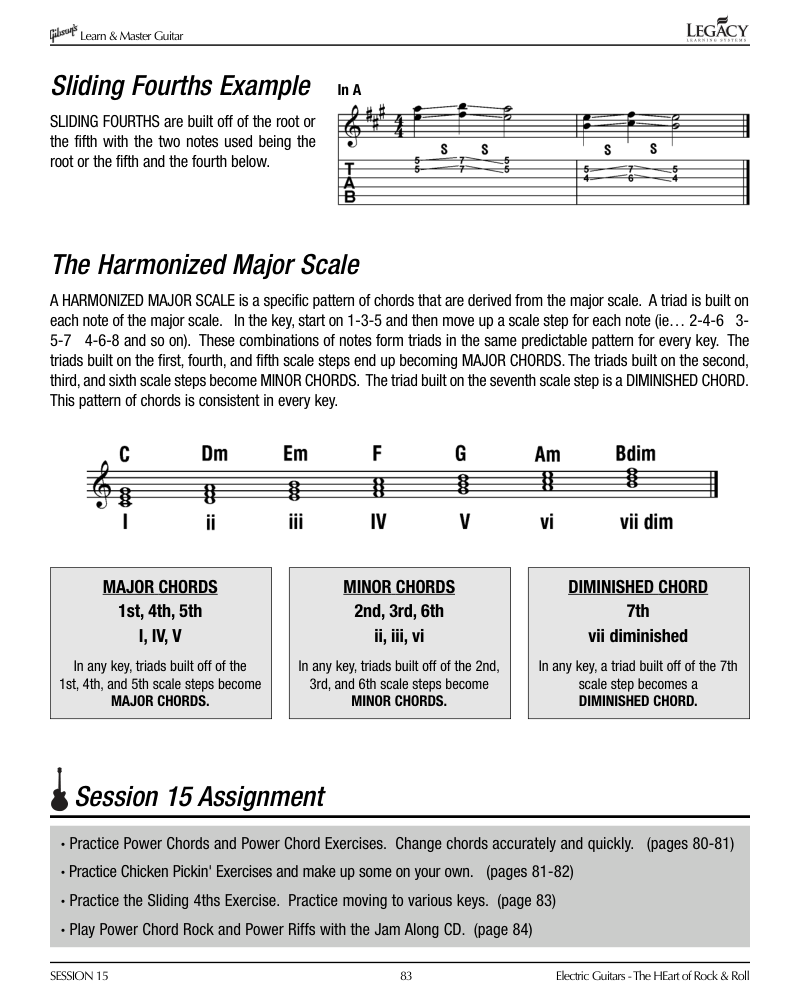 Gibson's Learn & Master Guitar
LEGACY
LEARNING SYSTEMS
Sliding Fourths Example
SLIDING FOURTHS are built off of the root or
the fifth with the two notes used being the
root or the fifth and the fourth below.
In A
4
4
S S S S
5 7 5
5 7 5 5 7 5
4 6 4
T
A
B
The Harmonized Major Scale
A HARMONIZED MAJOR SCALE is a specific pattern of chords that are derived from the major scale. A triad is built on
each note of the major scale. In the key, start on 1-3-5 and then move up a scale step for each note (ie… 2-4-6 3-
5-7 4-6-8 and so on). These combinations of notes form triads in the same predictable pattern for every key. The
triads built on the first, fourth, and fifth scale steps end up becoming MAJOR CHORDS. The triads built on the second,
third, and sixth scale steps become MINOR CHORDS. The triad built on the seventh scale step is a DIMINISHED CHORD.
This pattern of chords is consistent in every key.
C Dm Em F G Am Bdim
I ii iii IV V vi vii dim
MAJOR CHORDS
1st, 4th, 5th
I, IV, V
In any key, triads built off of the
1st, 4th, and 5th scale steps become
MAJOR CHORDS.
MINOR CHORDS
2nd, 3rd, 6th
ii, iii, vi
In any key, triads built off of the 2nd,
3rd, and 6th scale steps become
MINOR CHORDS.
DIMINISHED CHORD
7th
vii diminished
In any key, a triad built off of the 7th
scale step becomes a
DIMINISHED CHORD.
Session 15 Assignment
• Practice Power Chords and Power Chord Exercises. Change chords accurately and quickly. (pages 80-81)
• Practice Chicken Pickin' Exercises and make up some on your own. (pages 81-82)
• Practice the Sliding 4ths Exercise. Practice moving to various keys. (page 83)
• Play Power Chord Rock and Power Riffs with the Jam Along CD. (page 84)
SESSION 15 83 Electric Guitars - The HEart of Rock & Roll